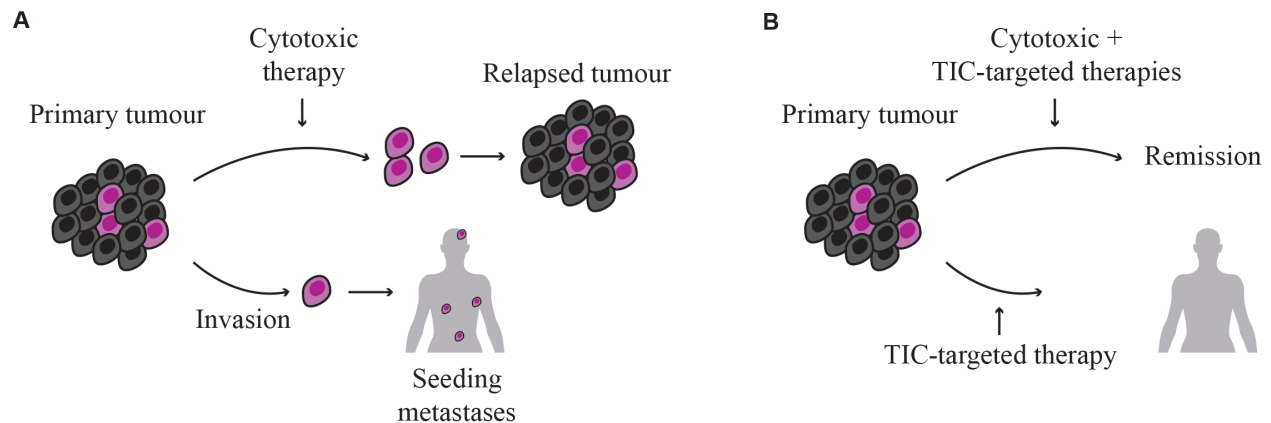 A
Cytotoxic
therapy
Primary tumour
Relapsed tumour
Invasion
Seeding
metastases
B
Cytotoxic +
TIC-targeted therapies
Primary tumour
Remission
TIC-targeted therapy